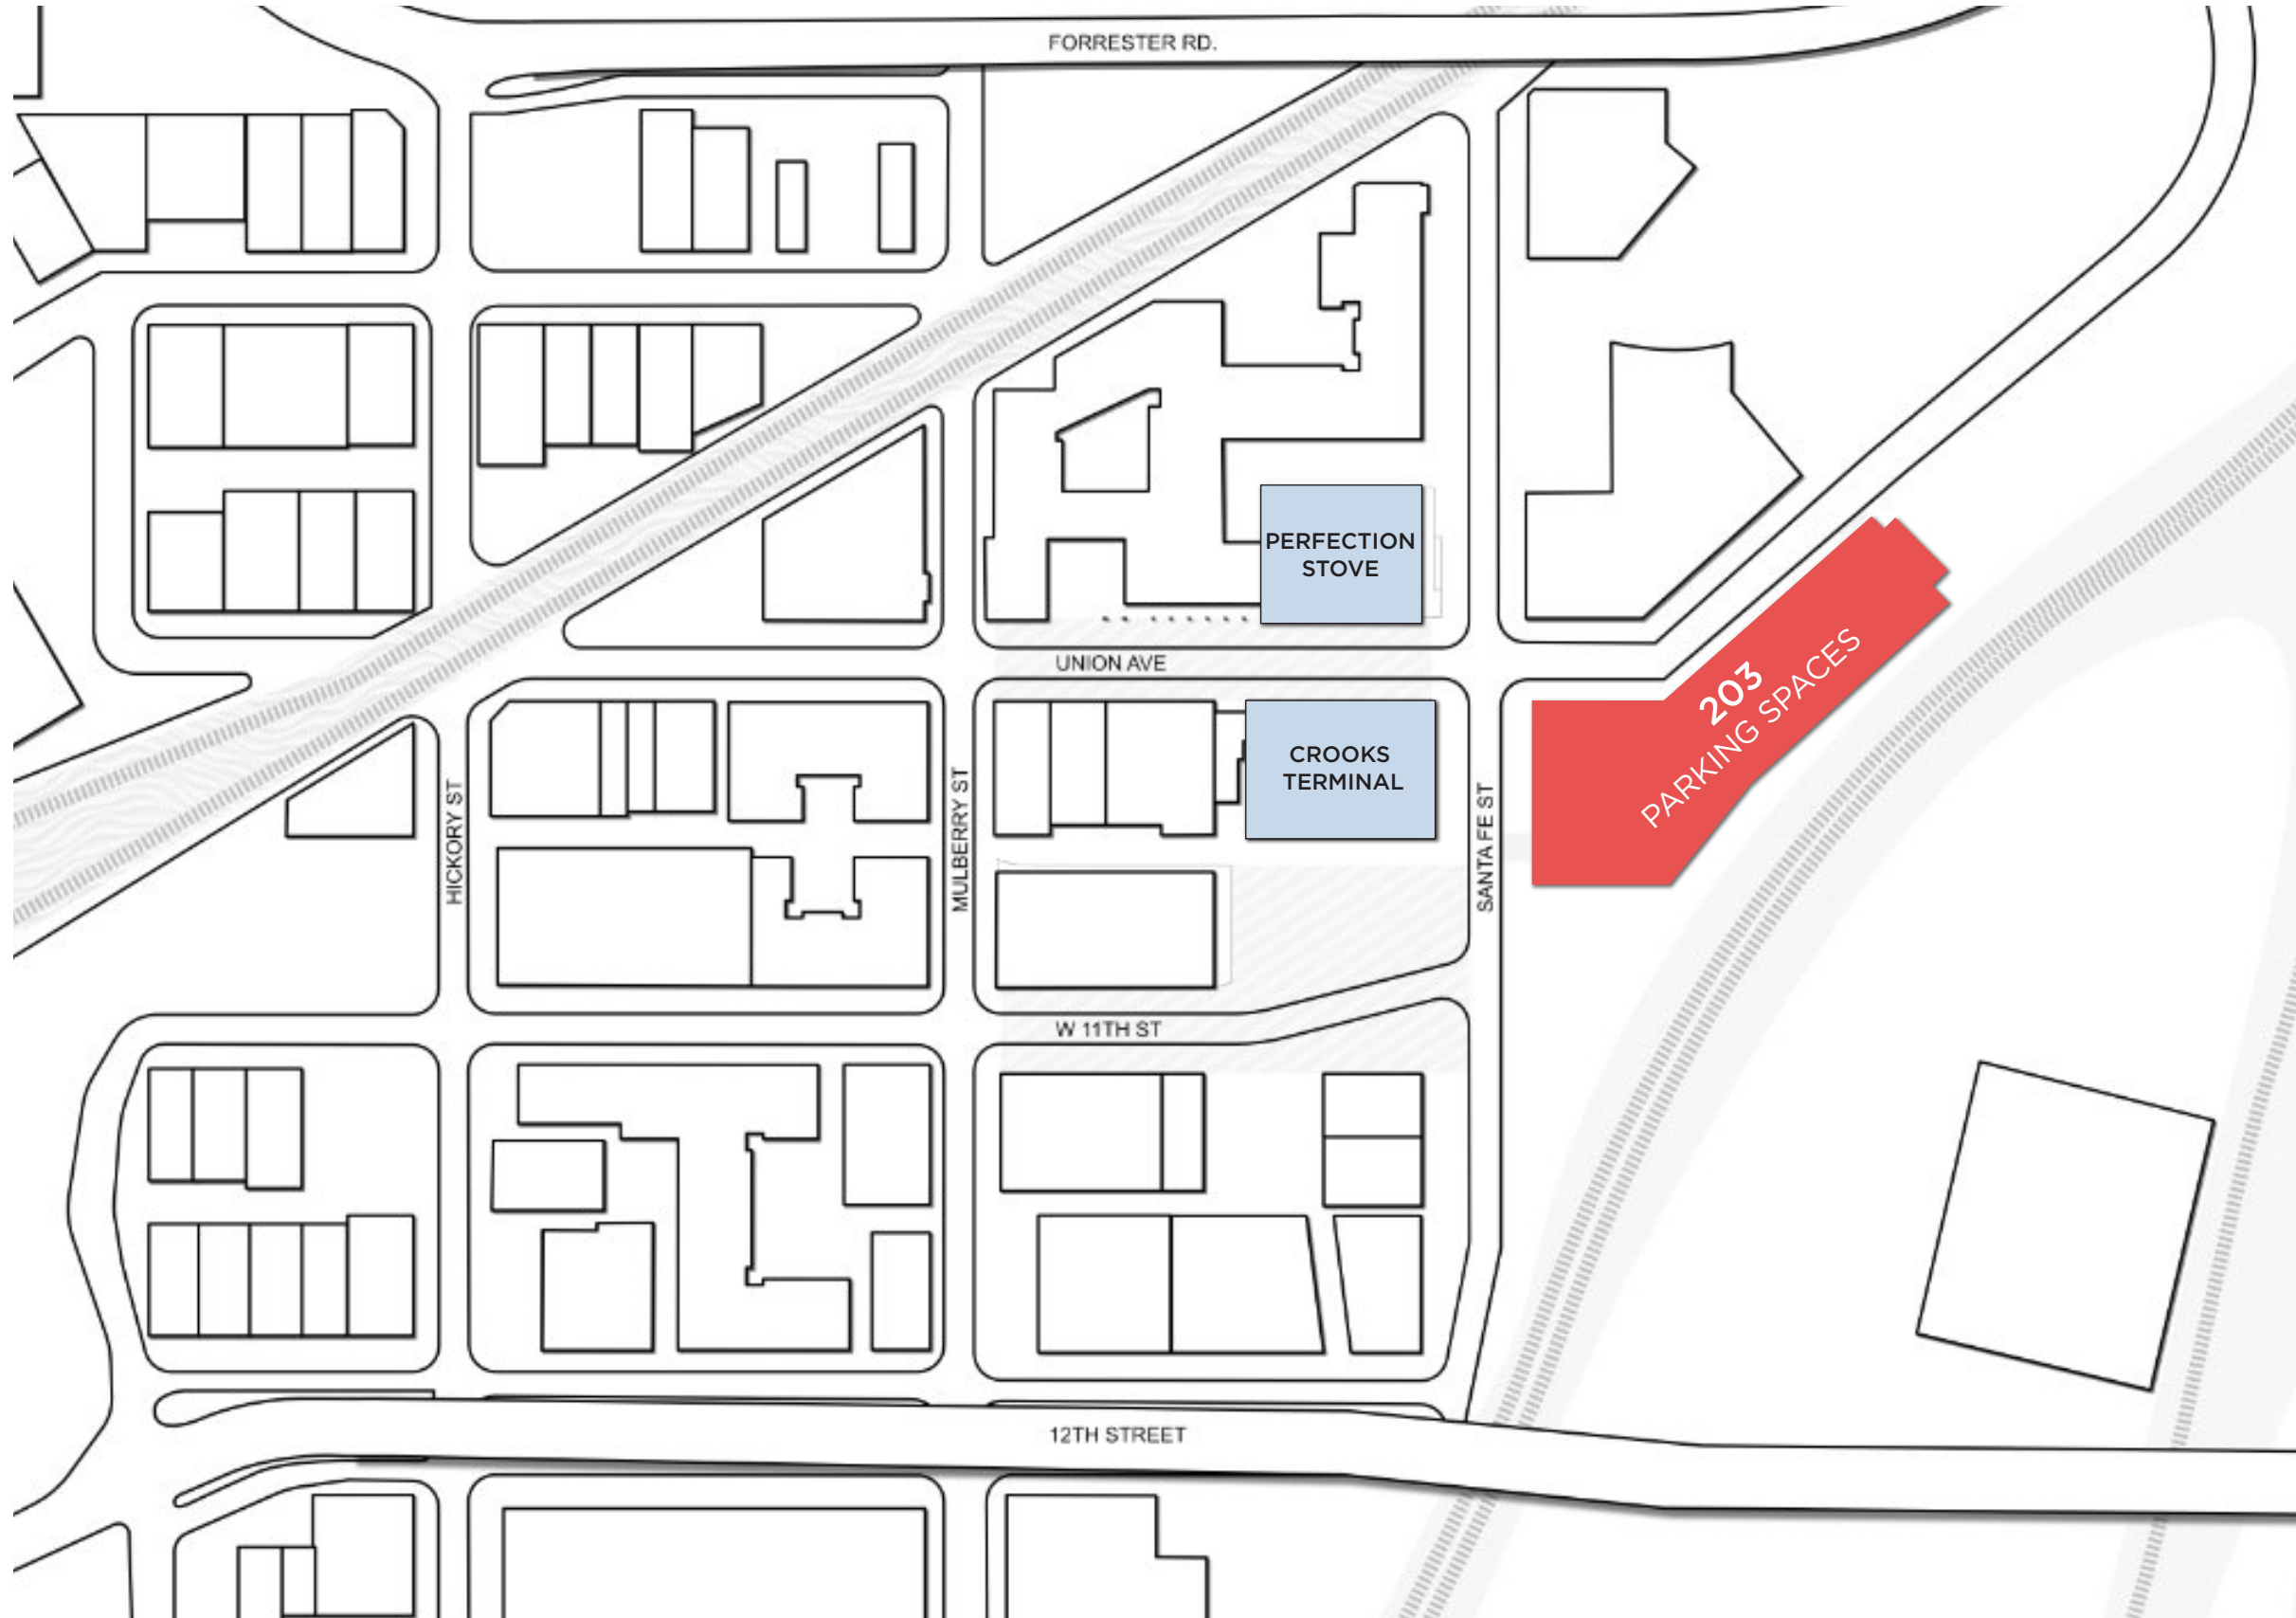 FORRESTER RD.
PERFECTION
STOVE
UNION AVE
203
PARKING SPACES
CROOKS
TERMINAL
HICKORY ST
MULBERRY ST
SANTA FE ST
W 11TH ST
12TH STREET